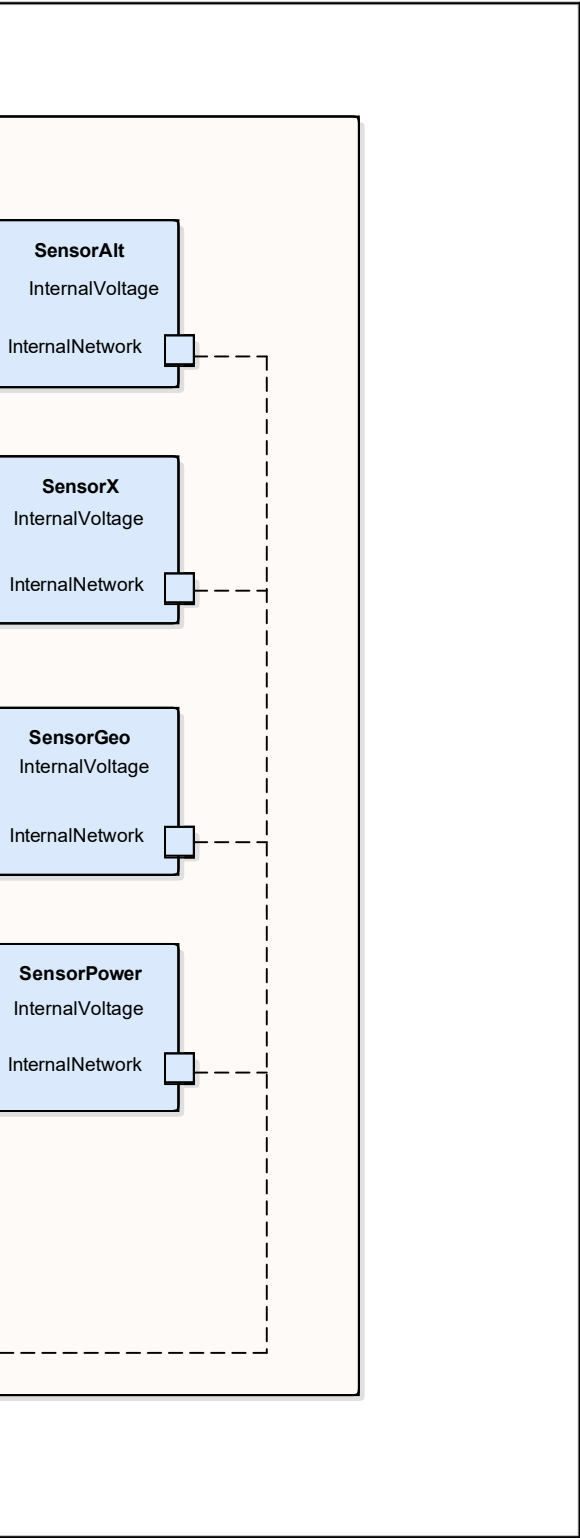 SensorAlt
InternalVoltage
InternalNetwork
SensorX
InternalVoltage
InternalNetwork
SensorGeo
InternalVoltage
InternalNetwork
SensorPower
InternalVoltage
InternalNetwork